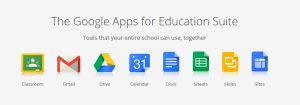 The Google Apps for Education Suite
Tools that your entire school can use, together
31
Classroom Gmail Drive Calendar Docs Sheets Slides Sites